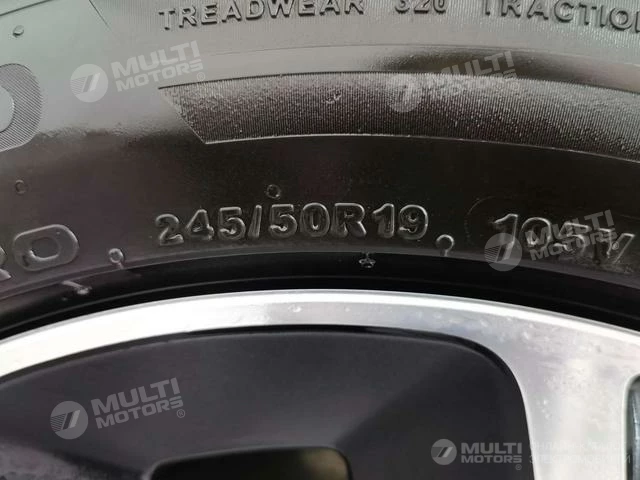 TREADWEAR 320 TRACTION
MULTI
MOTORS®
MULTI
MOTORS
245/50R19
MULTI
MOTORS
MULTI
MOTORS®
MULTI
MOTORS®